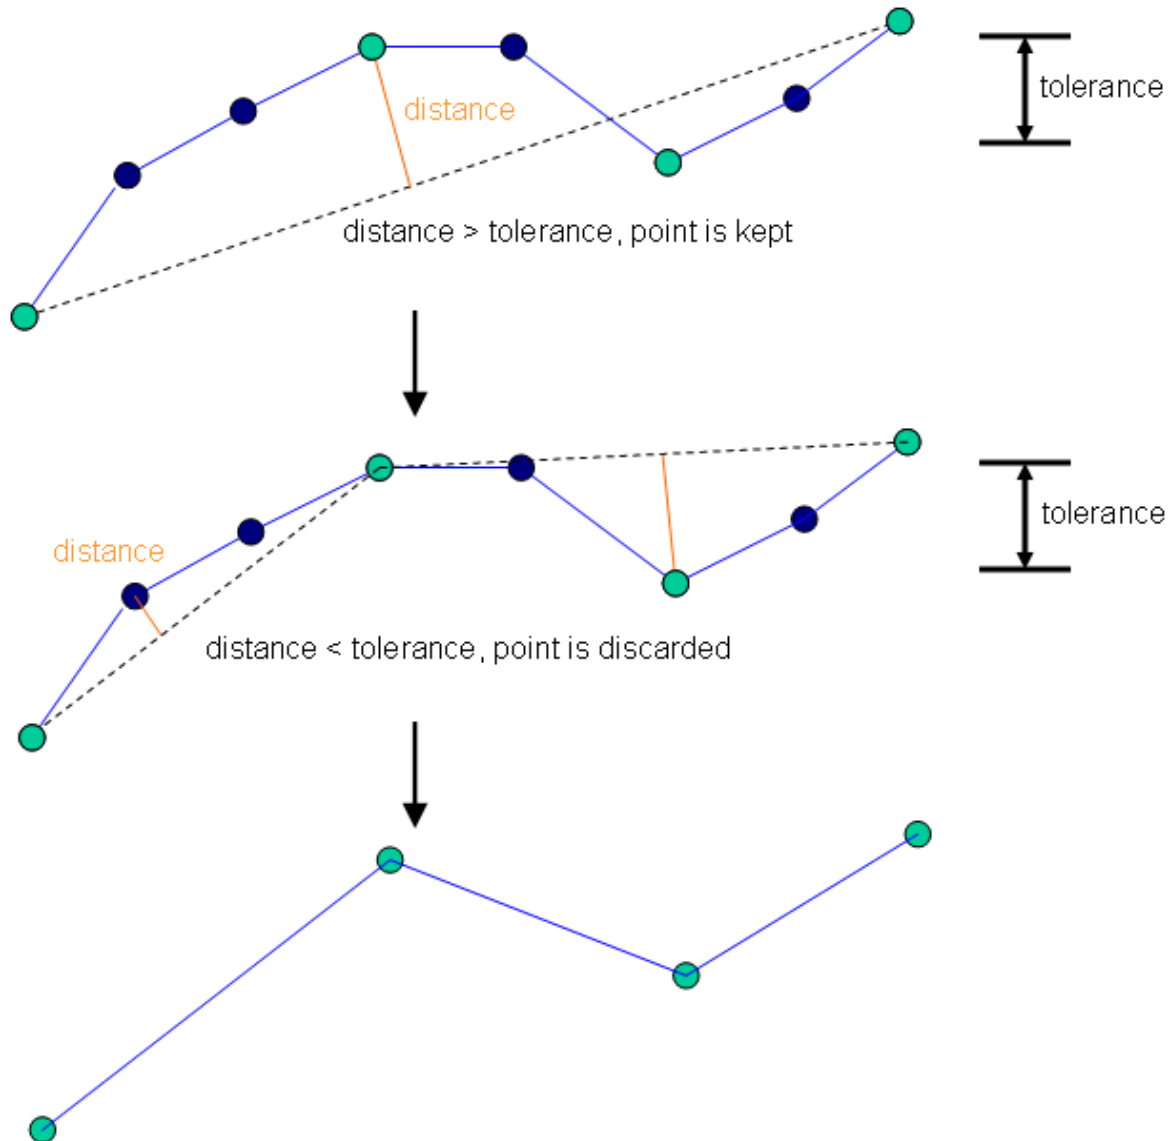 distance
tolerance
distance > tolerance, point is kept
distance
tolerance
distance < tolerance, point is discarded